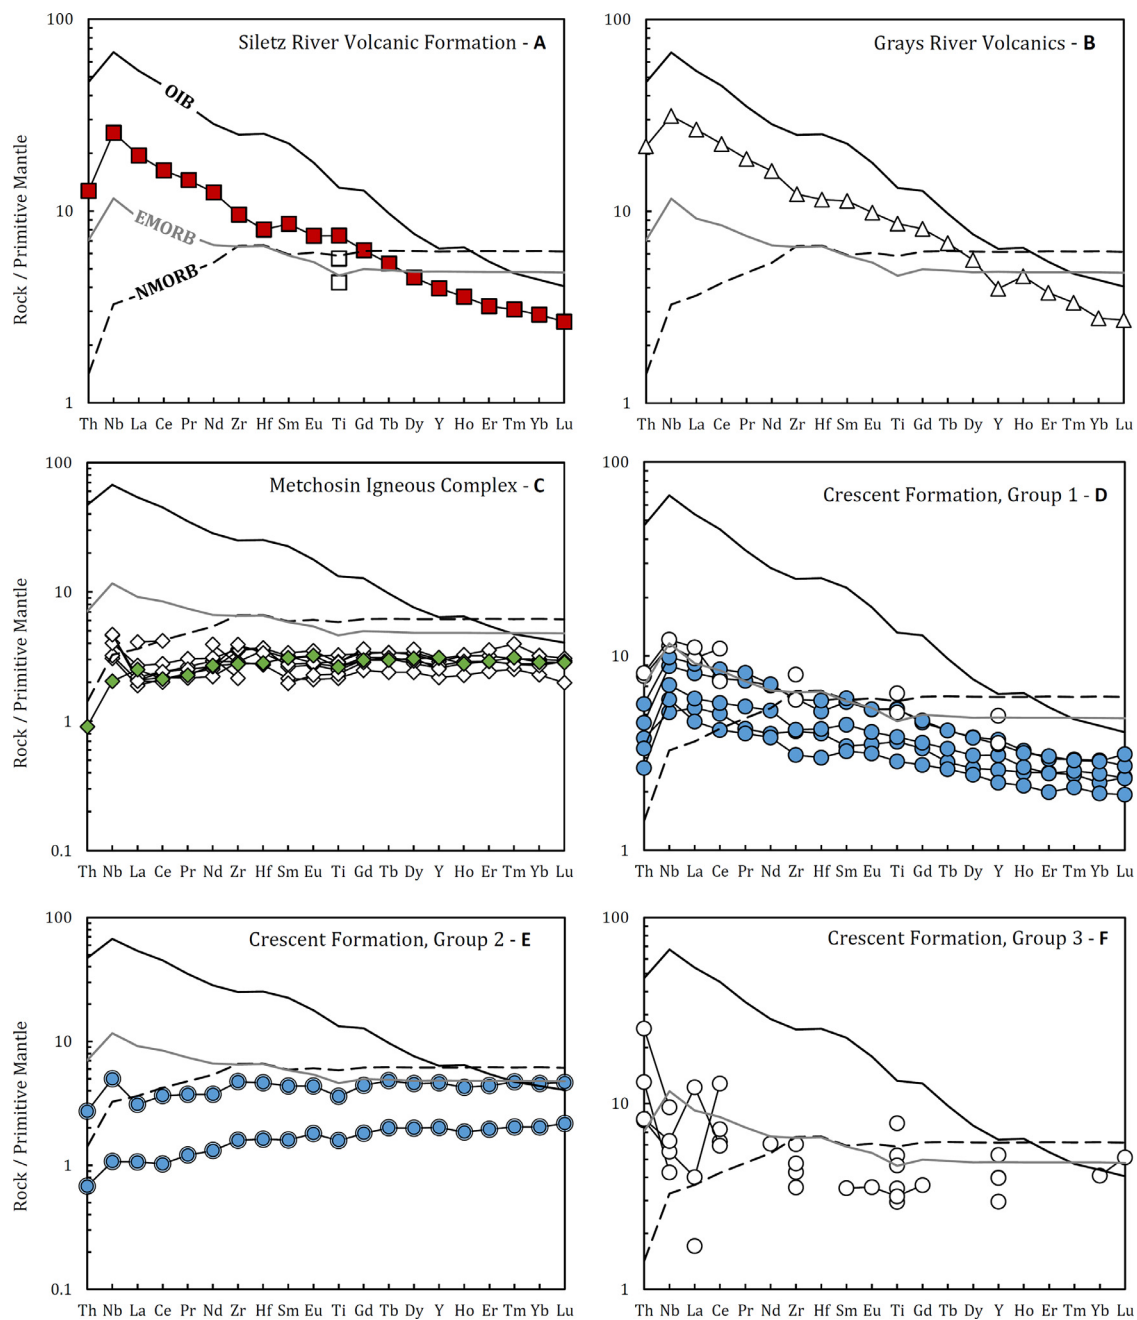 100
Siletz River Volcanic Formation - A
OIB
10
EMORB
NMORB
1
Rock / Primitive Mantle
Th Nb La Ce Pr Nd Zr Hf Sm Eu Ti Gd Tb Dy Y Ho Er Tm Yb Lu
100
Grays River Volcanics - B
10
1
Th Nb La Ce Pr Nd Zr Hf Sm Eu Ti Gd Tb Dy Y Ho Er Tm Yb Lu
100
Metchosin Igneous Complex - C
10
1
0.1
Rock / Primitive Mantle
Th Nb La Ce Pr Nd Zr Hf Sm Eu Ti Gd Tb Dy Y Ho Er Tm Yb Lu
100
Crescent Formation, Group 1 - D
10
1
Th Nb La Ce Pr Nd Zr Hf Sm Eu Ti Gd Tb Dy Y Ho Er Tm Yb Lu
100
Crescent Formation, Group 2 - E
10
1
0.1
Rock / Primitive Mantle
Th Nb La Ce Pr Nd Zr Hf Sm Eu Ti Gd Tb Dy Y Ho Er Tm Yb Lu
100
Crescent Formation, Group 3 - F
10
1
Th Nb La Ce Pr Nd Zr Hf Sm Eu Ti Gd Tb Dy Y Ho Er Tm Yb Lu